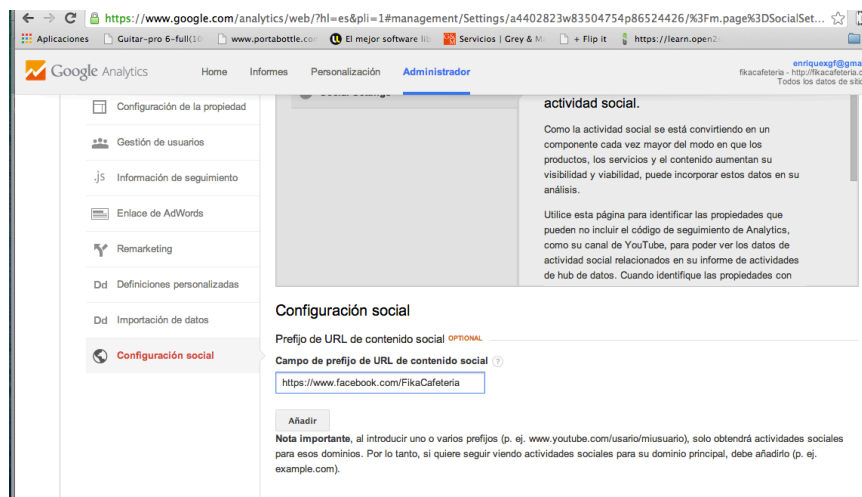 https://www.google.com/analytics/web/?hl=es&pli=1#management/Settings/a4402823w83504754p86524426/%3Fm.page%3DSocialSet...
Aplicaciones Guitar-pro 6-full(10 www.portabottle.co El mejor software lib Servicios | Grey & M + Flip it https://learn.open2
Google Analytics Home Informes Personalización Administrador
enriquexgf@gma
fikacafeteria - http://fikacafeteria.c
Todos los datos de sitio
Configuración de la propiedad
Gestión de usuarios
.js Información de seguimiento
Enlace de AdWords
Remarketing
Dd Definiciones personalizadas
Dd Importación de datos
Configuración social
actividad social.
Como la actividad social se está convirtiendo en un
componente cada vez mayor del modo en que los
productos, los servicios y el contenido aumentan su
visibilidad y viabilidad, puede incorporar estos datos en su
análisis.
Utilice esta página para identificar las propiedades que
pueden no incluir el código de seguimiento de Analytics,
como su canal de YouTube, para poder ver los datos de
actividad social relacionados en su informe de actividades
de hub de datos. Cuando identifique las propiedades con
Configuración social
Prefijo de URL de contenido social OPTIONAL
Campo de prefijo de URL de contenido social ?
https://www.facebook.com/FikaCafeteria
Añadir
Nota importante, al introducir uno o varios prefijos (p. ej. www.youtube.com/usario/miusuario), solo obtendrá actividades sociales
para esos dominios. Por lo tanto, si quiere seguir viendo actividades sociales para su dominio principal, debe añadirlo (p. ej.
example.com).